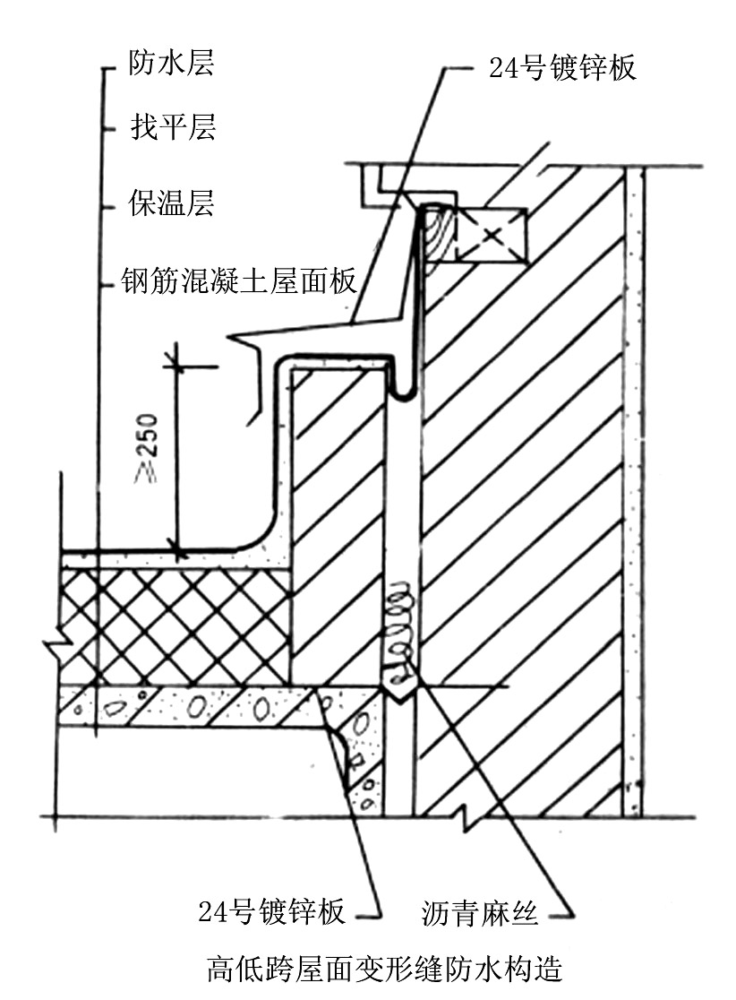 防水层
24号镀锌板
找平层
保温层
钢筋混凝土屋面板
≥250
24号镀锌板
沥青麻丝
高低跨屋面变形缝防水构造